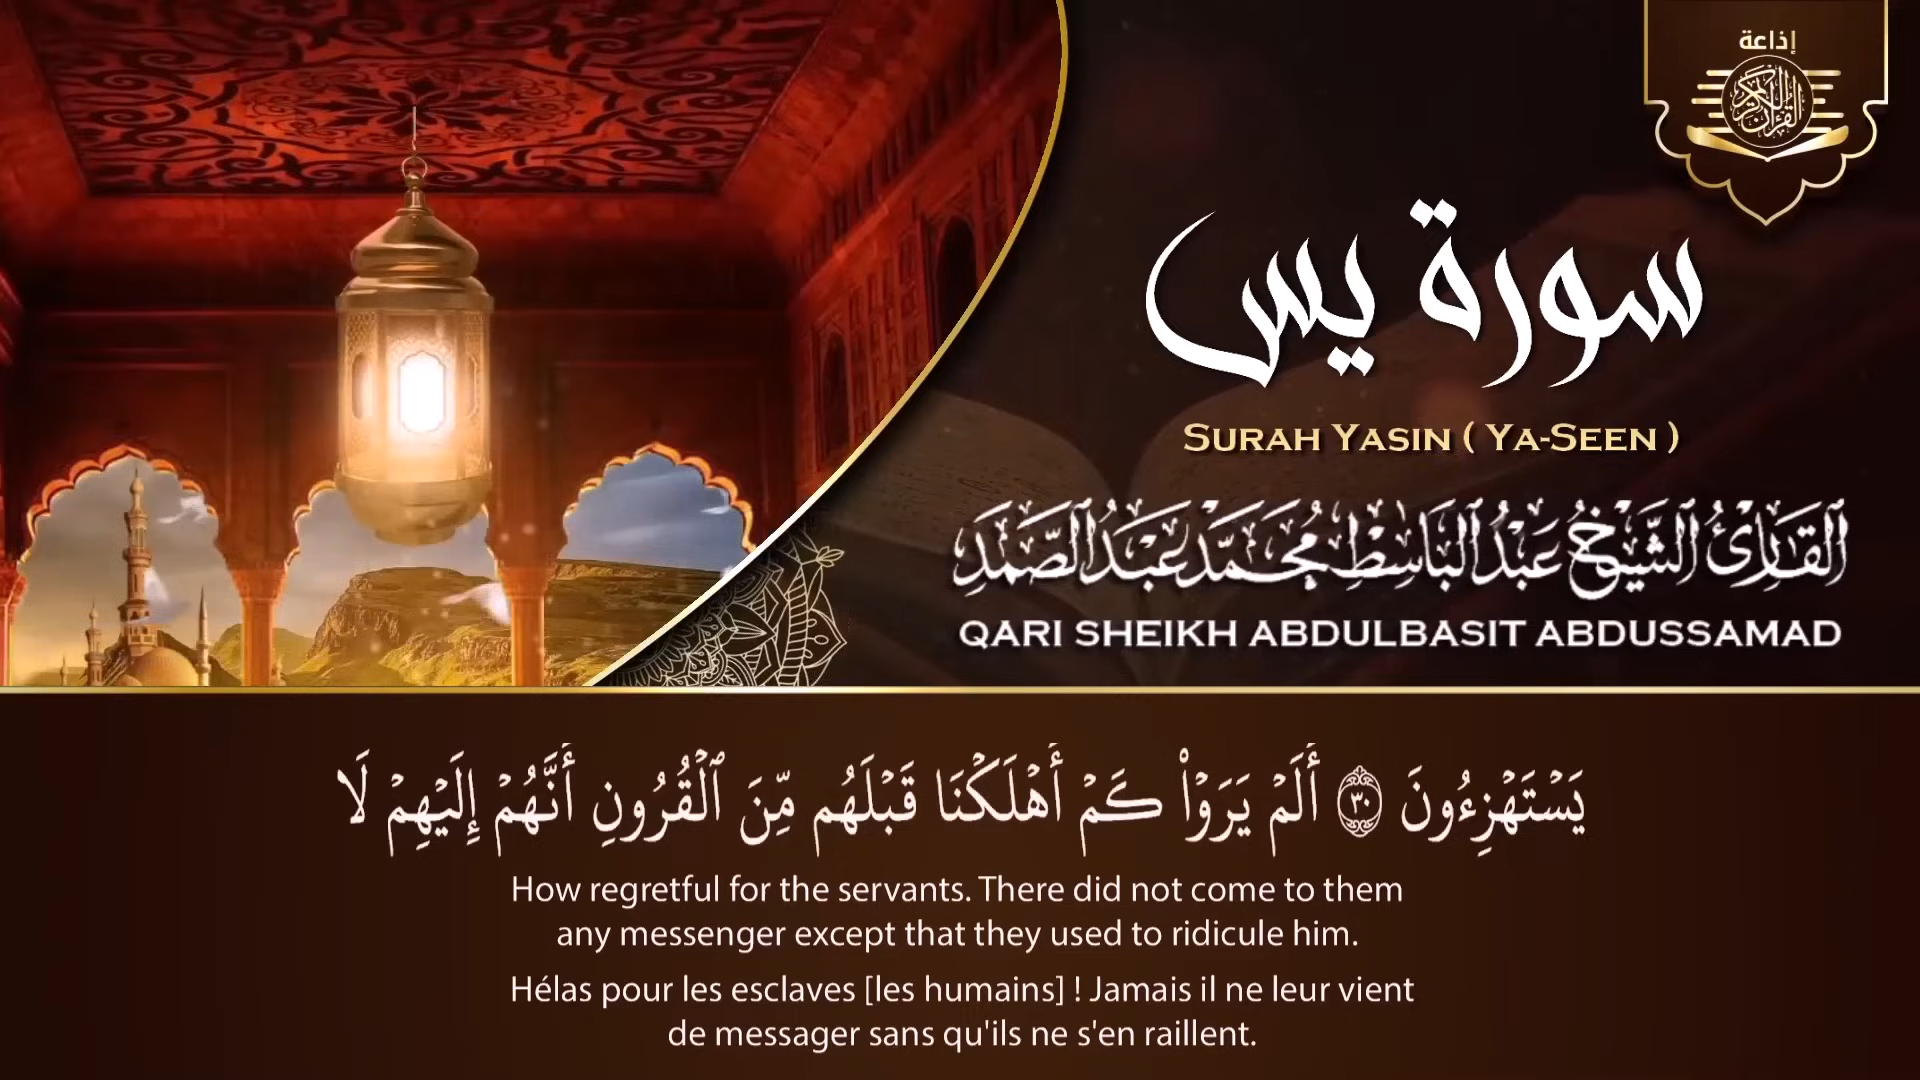 إذاعة
القرآن الكريم
سورة يس
SURAH YASIN ( YA-SEEN )
القارئ الشيخ عبد الباسط محمد عبد الصمد
QARI SHEIKH ABDULBASIT ABDUSSAMAD
يَسْتَهْزِءُونَ ٣٠ أَلَمْ يَرَوْا۟ كَمْ أَهْلَكْنَا قَبْلَهُم مِّنَ ٱلْقُرُونِ أَنَّهُمْ إِلَيْهِمْ لَا
How regretful for the servants. There did not come to them
any messenger except that they used to ridicule him.
Hélas pour les esclaves [les humains] ! Jamais il ne leur vient
de messager sans qu'ils ne s'en raillent.